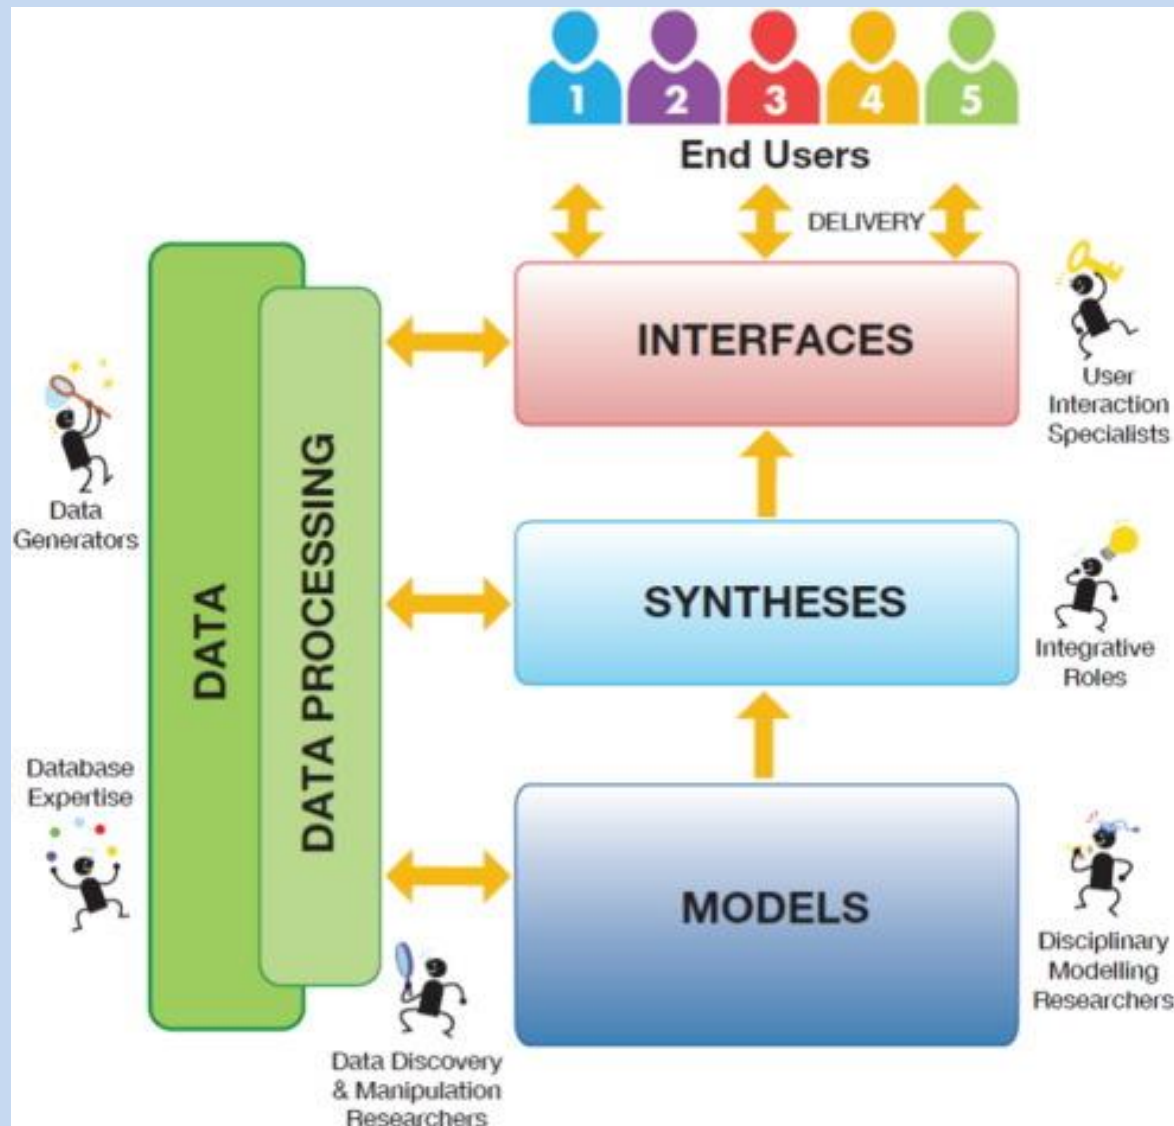 1 2 3 4 5
End Users
DELIVERY
INTERFACES
User
Interaction
Specialists
Data
Generators
DATA
DATA PROCESSING
SYNTHESES
Integrative
Roles
Database
Expertise
MODELS
Disciplinary
Modelling
Researchers
Data Discovery
& Manipulation
Researchers